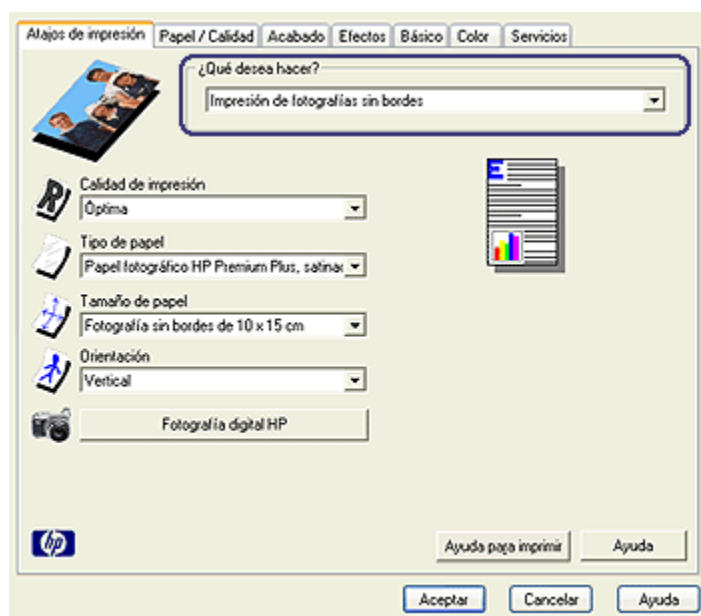 Atajos de impresión Papel / Calidad Acabado Efectos Básico Color Servicios
¿Qué desea hacer?
Impresión de fotografías sin bordes
Calidad de impresión
Óptima
Tipo de papel
Papel fotográfico HP Premium Plus, satinac
Tamaño de papel
Fotografía sin bordes de 10 x 15 cm
Orientación
Vertical
Fotografía digital HP
hp
Ayuda para imprimir Ayuda
Aceptar Cancelar Ayuda